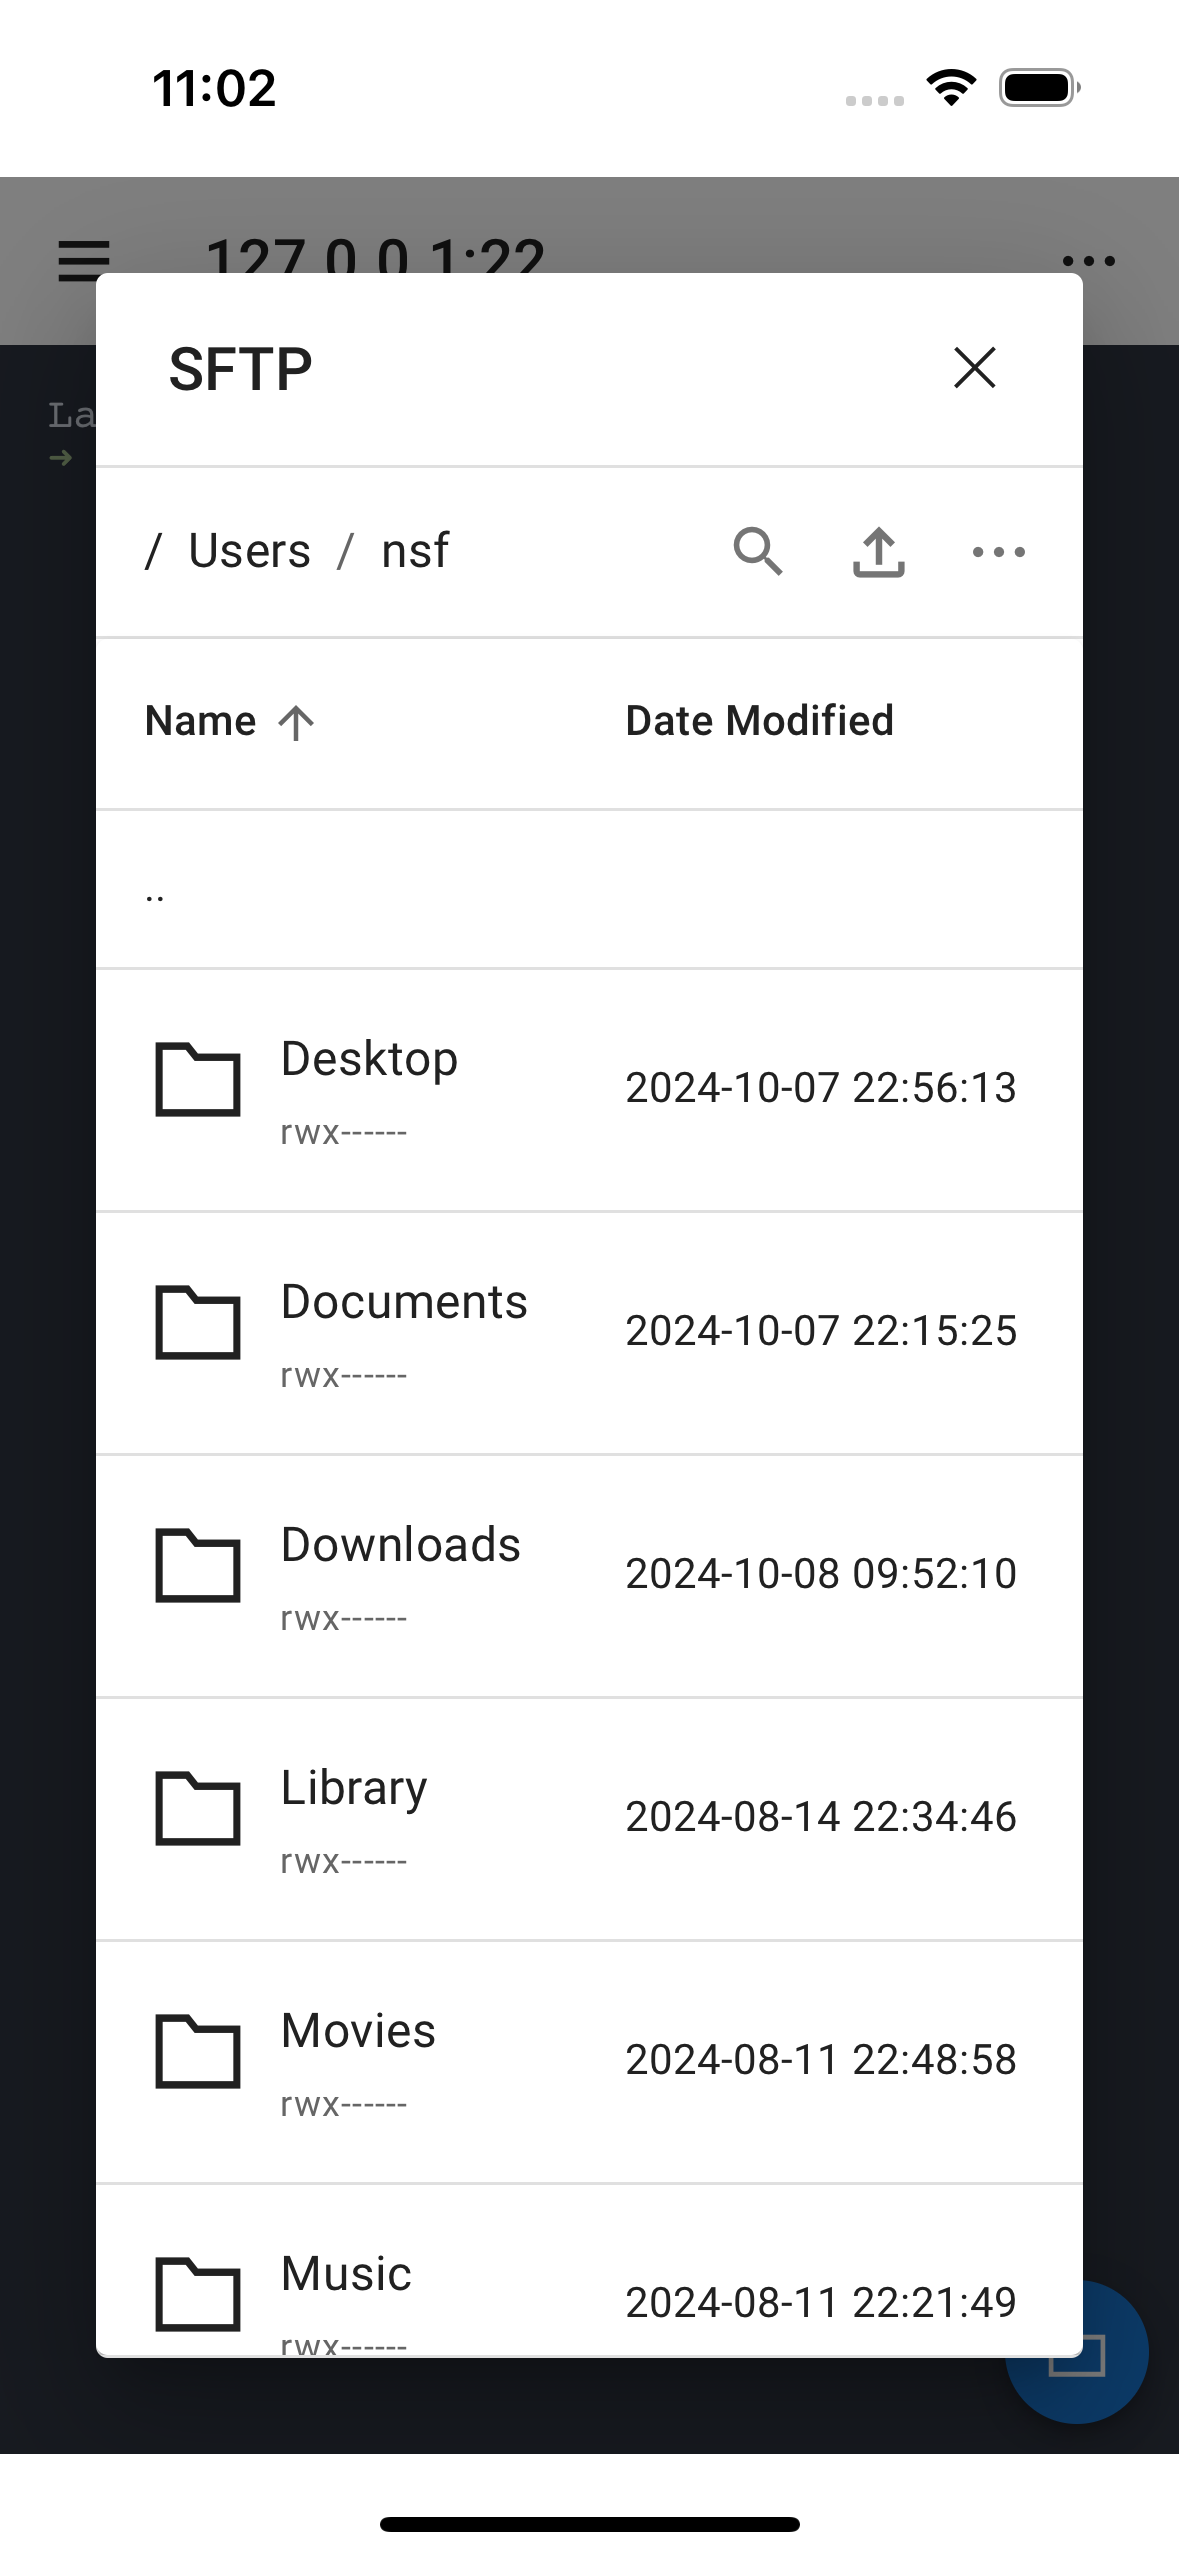 11:02
127.0.0.1:22
SFTP
La
/ Users / nsf
Name Date Modified
..
Desktop
rwx------
2024-10-07 22:56:13
Documents
rwx------
2024-10-07 22:15:25
Downloads
rwx------
2024-10-08 09:52:10
Library
rwx------
2024-08-14 22:34:46
Movies
rwx------
2024-08-11 22:48:58
Music
rwx------
2024-08-11 22:21:49